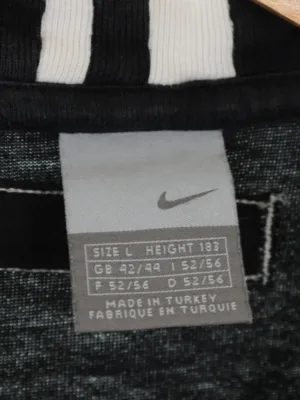 SIZE L HEIGHT 183
GB 42/44 I 52/56
F 52/56 D 52/56
MADE IN TURKEY
FABRIQUE EN TURQUIE